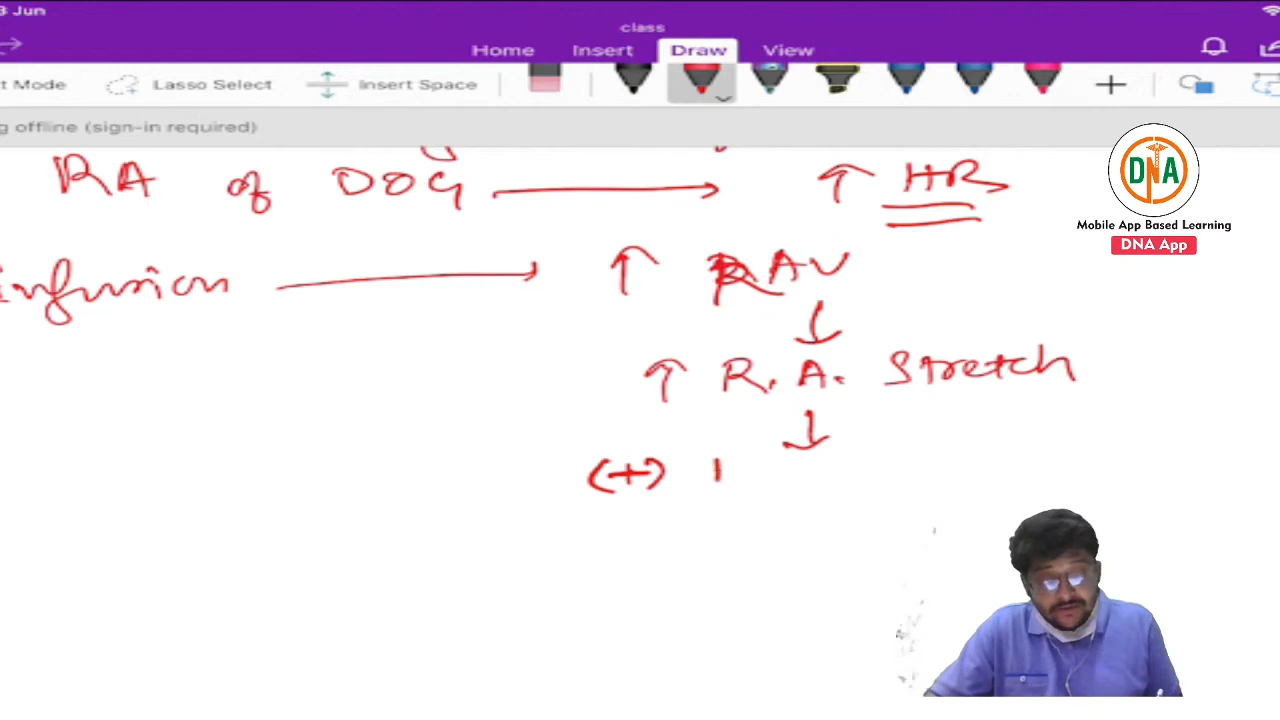 3 Jun
class
Home Insert Draw View
t Mode Lasso Select Insert Space
g offline (sign-in required)
DNA
Mobile App Based Learning
DNA App
RA of DOG → ↑ HR
infusion → ↑ RAV
↓
↑ R. A. Stretch
↓
(+) I